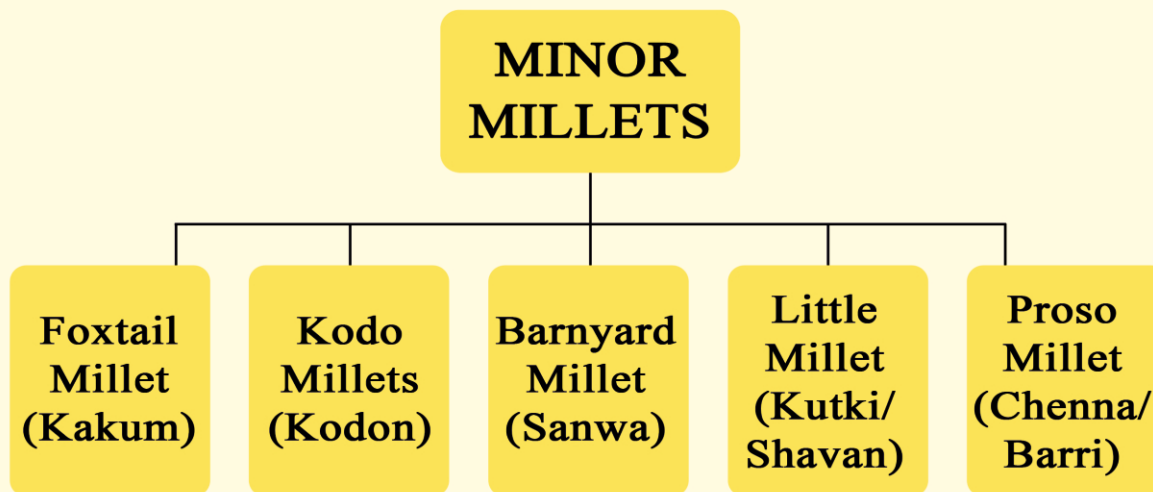 MINOR
MILLETS
Foxtail
Millet
(Kakum)
Kodo
Millets
(Kodon)
Barnyard
Millet
(Sanwa)
Little
Millet
(Kutki/
Shavan)
Proso
Millet
(Chenna/
Barri)